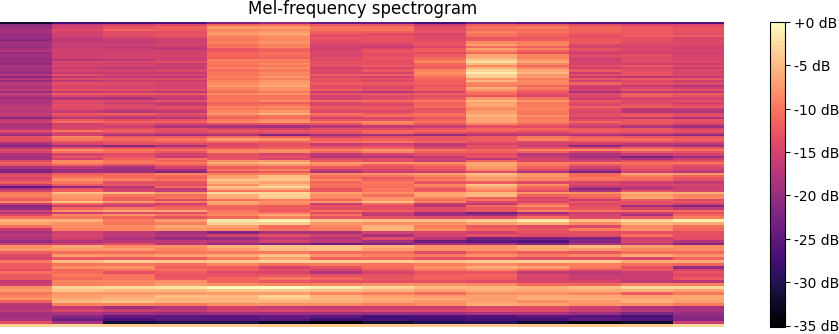 Mel-frequency spectrogram
+0 dB
-5 dB
-10 dB
-15 dB
-20 dB
-25 dB
-30 dB
-35 dB